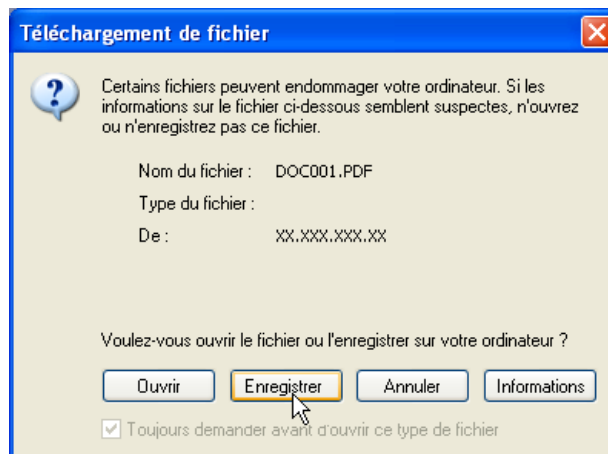 Téléchargement de fichier
Certains fichiers peuvent endommager votre ordinateur. Si les
informations sur le fichier ci-dessous semblent suspectes, n'ouvrez
ou n'enregistrez pas ce fichier.
Nom du fichier : DOC001.PDF
Type du fichier :
De : XX.XXX.XXX.XX
Voulez-vous ouvrir le fichier ou l'enregistrer sur votre ordinateur ?
Ouvrir Enregistrer Annuler Informations
Toujours demander avant d'ouvrir ce type de fichier